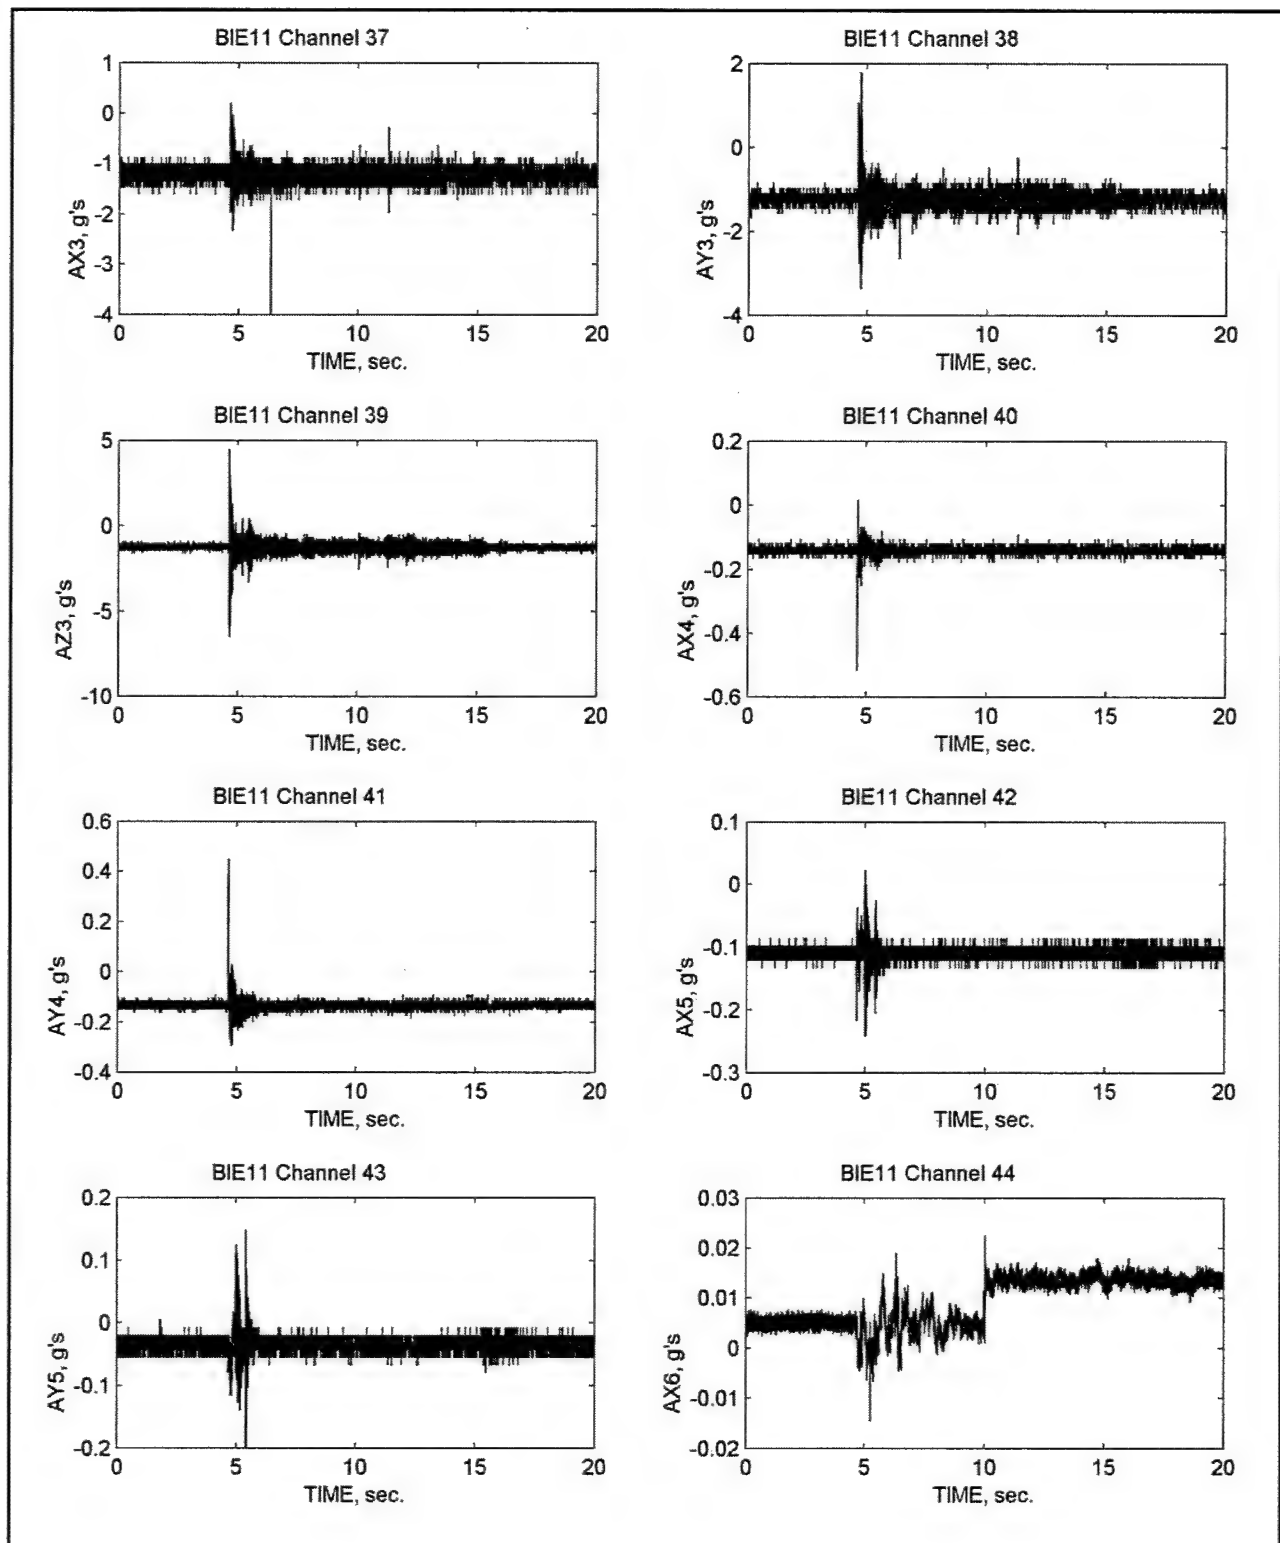 BIE11 Channel 37
1
0
-1
-2
-3
-4
AX3, g's
0 5 10 15 20
TIME, sec.
BIE11 Channel 38
2
0
-2
-4
AY3, g's
0 5 10 15 20
TIME, sec.
BIE11 Channel 39
5
0
-5
-10
AZ3, g's
0 5 10 15 20
TIME, sec.
BIE11 Channel 40
0.2
0
-0.2
-0.4
-0.6
AX4, g's
0 5 10 15 20
TIME, sec.
BIE11 Channel 41
0.6
0.4
0.2
0
-0.2
-0.4
AY4, g's
0 5 10 15 20
TIME, sec.
BIE11 Channel 42
0.1
0
-0.1
-0.2
-0.3
AX5, g's
0 5 10 15 20
TIME, sec.
BIE11 Channel 43
0.2
0.1
0
-0.1
-0.2
AY5, g's
0 5 10 15 20
TIME, sec.
BIE11 Channel 44
0.03
0.02
0.01
0
-0.01
-0.02
AX6, g's
0 5 10 15 20
TIME, sec.